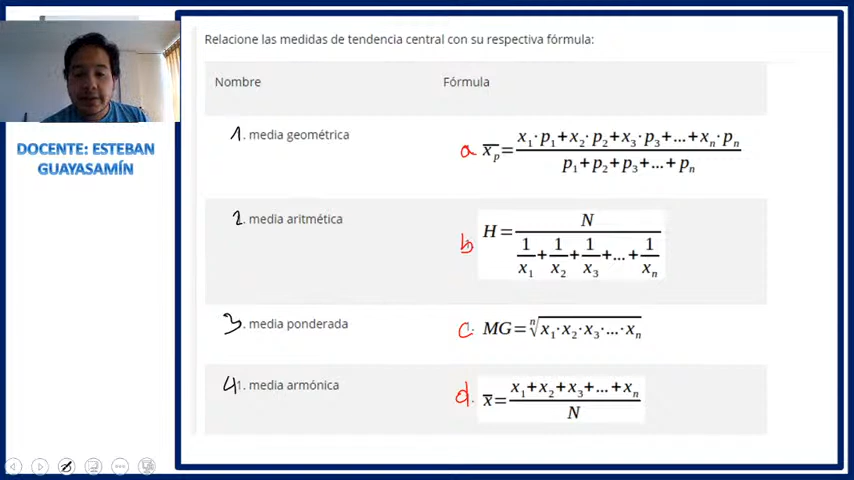 DOCENTE: ESTEBAN
GUAYASAMÍN
Relacione las medidas de tendencia central con su respectiva fórmula:
Nombre Fórmula
1. media geométrica a x̅ₚ = (x₁·p₁+x₂·p₂+x₃·p₃+...+xₙ·pₙ)/(p₁+p₂+p₃+...+pₙ)
2. media aritmética b H = N/(1/x₁+1/x₂+1/x₃+...+1/xₙ)
3. media ponderada c. MG = ⁿ√(x₁·x₂·x₃·...·xₙ)
41. media armónica d. x̅ = (x₁+x₂+x₃+...+xₙ)/N